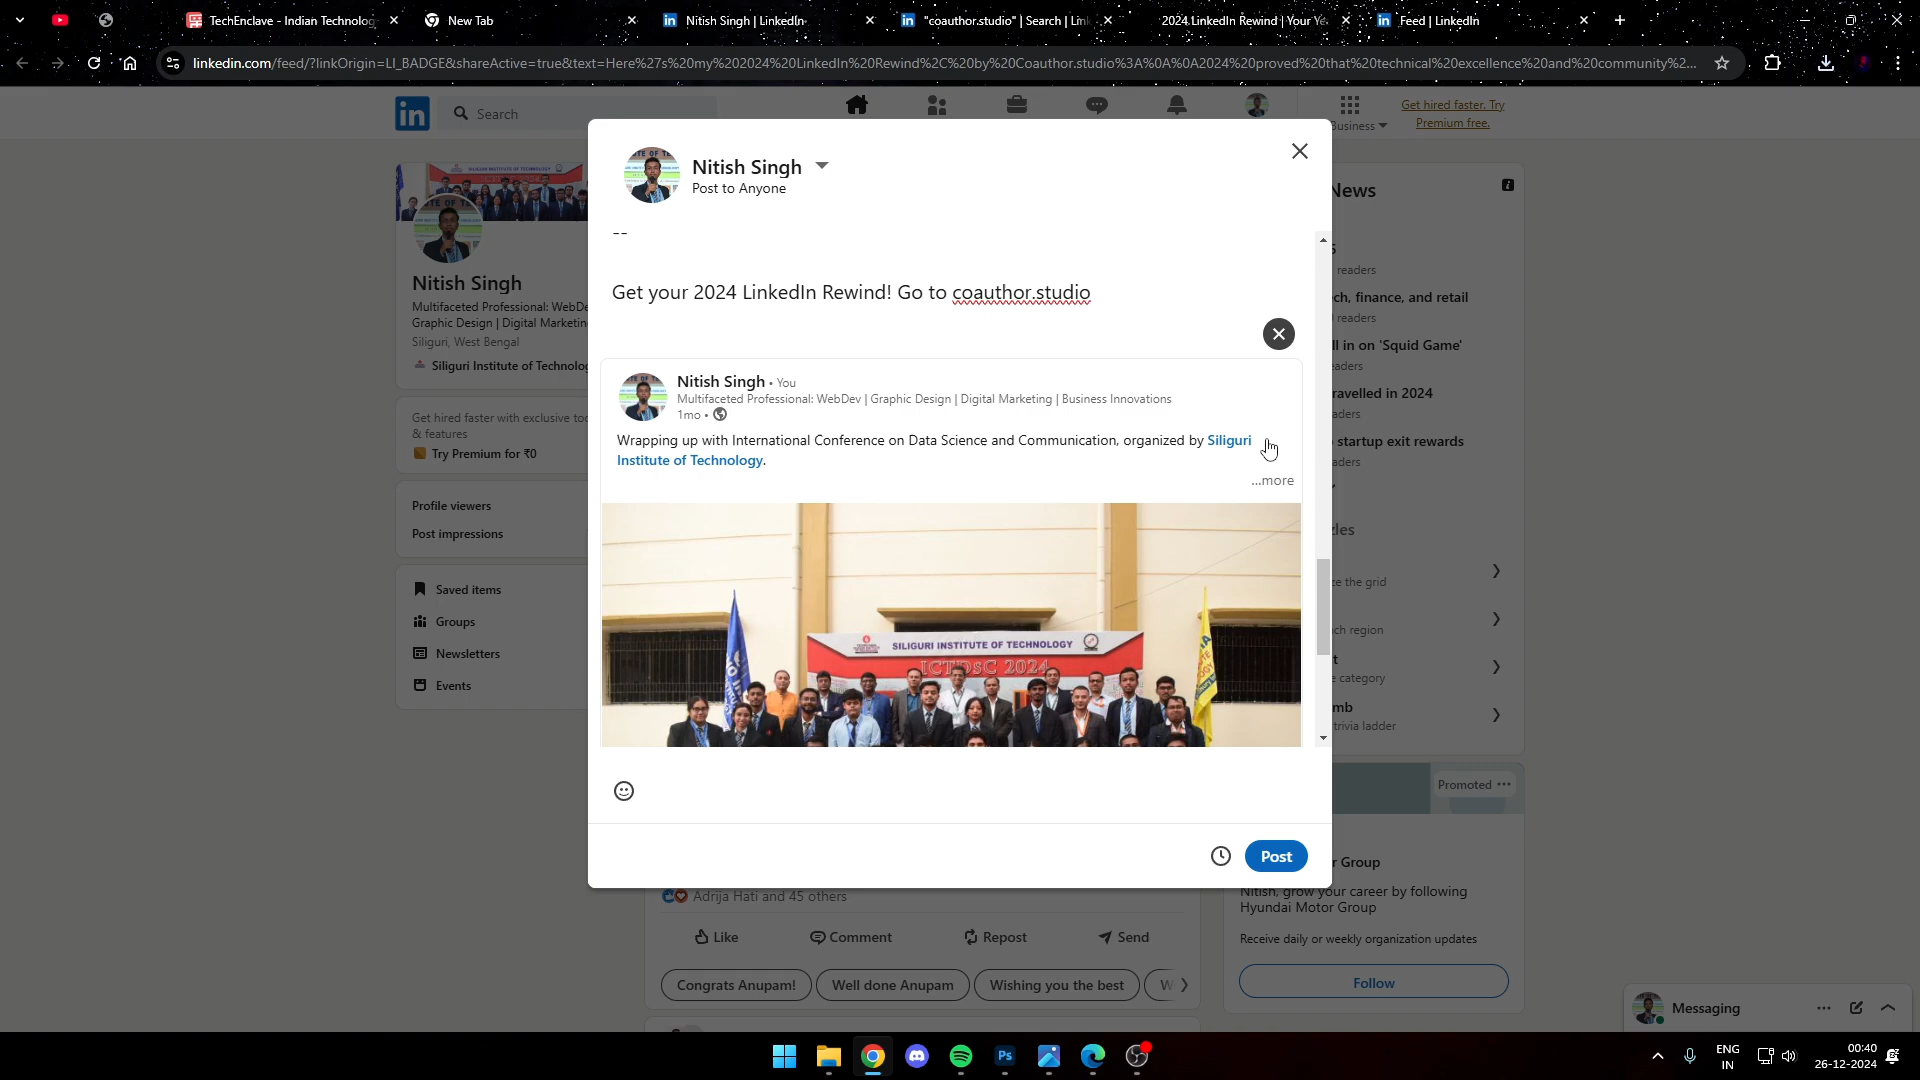 TechEnclave - Indian Technolog
New Tab
Nitish Singh | LinkedIn
"coauthor.studio" | Search | Lin
2024 LinkedIn Rewind | Your Ye
Feed | LinkedIn
linkedin.com/feed/?linkOrigin=LI_BADGE&shareActive=true&text=Here%27s%20my%202024%20LinkedIn%20Rewind%2C%20by%20Coauthor.studio%3A%0A%0A2024%20proved%20that%20technical%20excellence%20and%20community%2...
in
Search
Business
Get hired faster. Try
Premium free.
Nitish Singh
Post to Anyone
--
Get your 2024 LinkedIn Rewind! Go to coauthor.studio
Nitish Singh • You
Multifaceted Professional: WebDev | Graphic Design | Digital Marketing | Business Innovations
1mo •
Wrapping up with International Conference on Data Science and Communication, organized by Siliguri
Institute of Technology.
...more
SILIGURI INSTITUTE OF TECHNOLOGY
ICTDsC 2024
Post
Nitish Singh
Multifaceted Professional: WebDe
Graphic Design | Digital Marketin
Siliguri, West Bengal
Siliguri Institute of Technolog
Get hired faster with exclusive too
& features
Try Premium for ₹0
Profile viewers
Post impressions
Saved items
Groups
Newsletters
Events
News
s
readers
ch, finance, and retail
readers
ll in on 'Squid Game'
eaders
ravelled in 2024
aders
startup exit rewards
aders
zles
ze the grid
ch region
t
e category
mb
trivia ladder
Promoted
r Group
Nitish, grow your career by following
Hyundai Motor Group
Receive daily or weekly organization updates
Follow
Adrija Hati and 45 others
Like
Comment
Repost
Send
Congrats Anupam!
Well done Anupam
Wishing you the best
W
Messaging
Ps
ENG
IN
00:40
26-12-2024